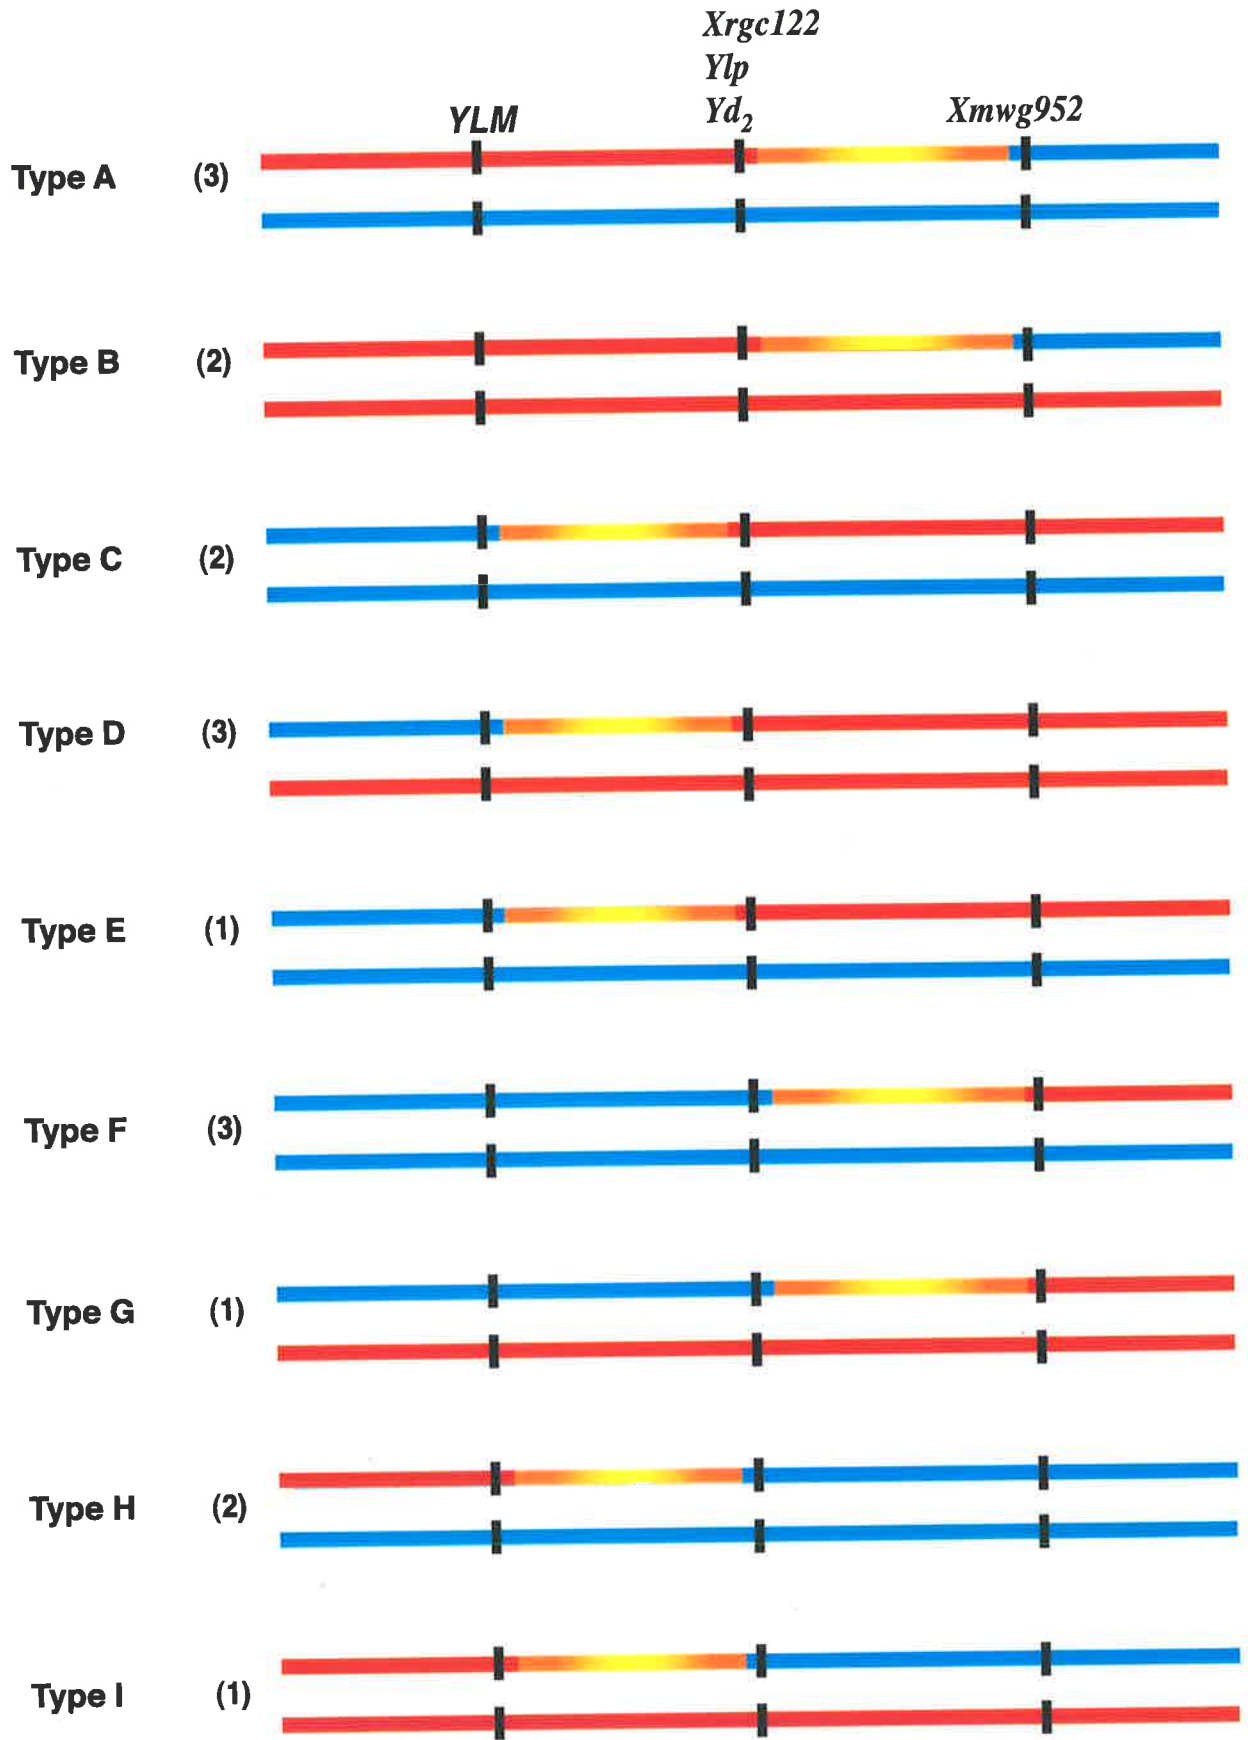 Xrgc122
Ylp
YLM Yd2 Xmwg952
Type A (3)
Type B (2)
Type C (2)
Type D (3)
Type E (1)
Type F (3)
Type G (1)
Type H (2)
Type I (1)